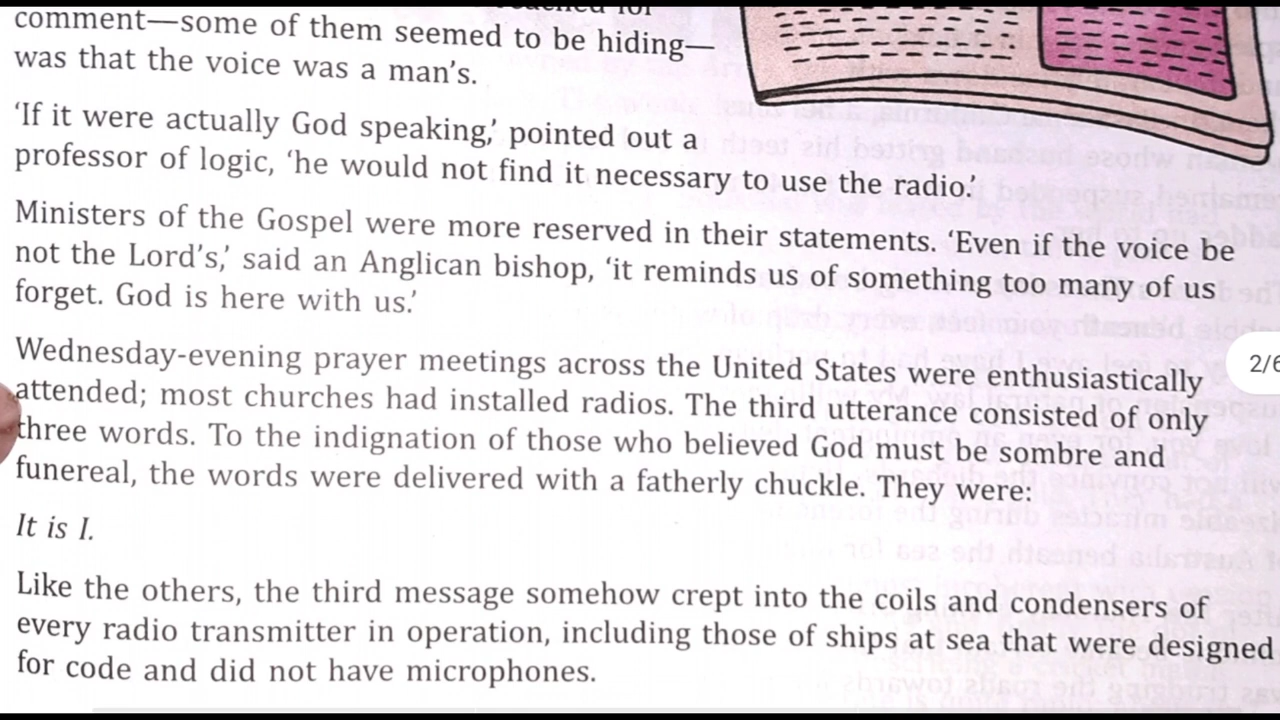 comment—some of them seemed to be hiding—
was that the voice was a man's.
'If it were actually God speaking,' pointed out a
professor of logic, 'he would not find it necessary to use the radio.'
Ministers of the Gospel were more reserved in their statements. 'Even if the voice be
not the Lord's,' said an Anglican bishop, 'it reminds us of something too many of us
forget. God is here with us.'
Wednesday-evening prayer meetings across the United States were enthusiastically
attended; most churches had installed radios. The third utterance consisted of only
three words. To the indignation of those who believed God must be sombre and
funereal, the words were delivered with a fatherly chuckle. They were:
It is I.
Like the others, the third message somehow crept into the coils and condensers of
every radio transmitter in operation, including those of ships at sea that were designed
for code and did not have microphones.
2/6